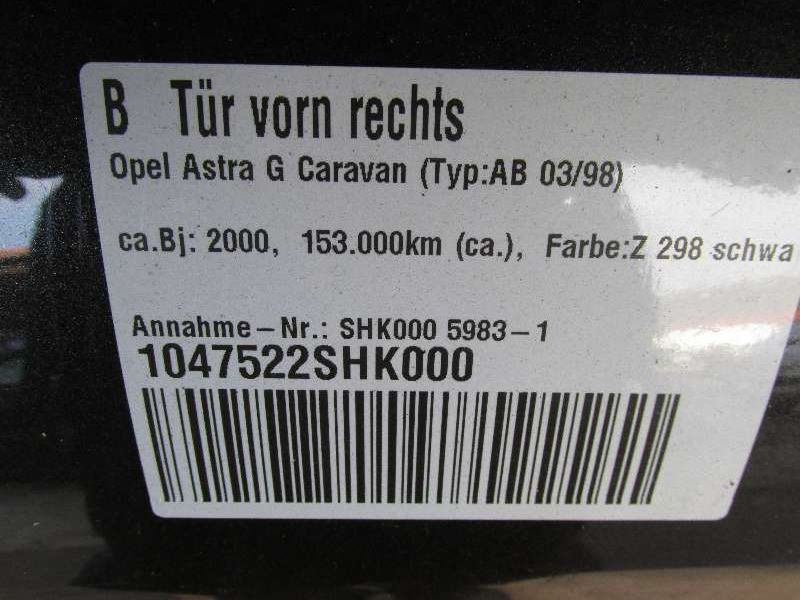 B Tür vorn rechts
Opel Astra G Caravan (Typ:AB 03/98)
ca.Bj: 2000, 153.000km (ca.), Farbe:Z 298 schwa
Annahme-Nr.: SHK000 5983-1
1047522SHK000